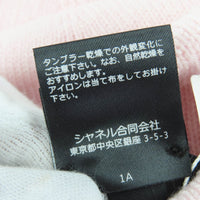 タンブラー乾燥での外観変化に
ご注意下さい。自然乾燥などを
おすすめします。
アイロンは当て布をしてお掛け
下さい。
シャネル合同会社
東京都中央区銀座 3-5-3
1A